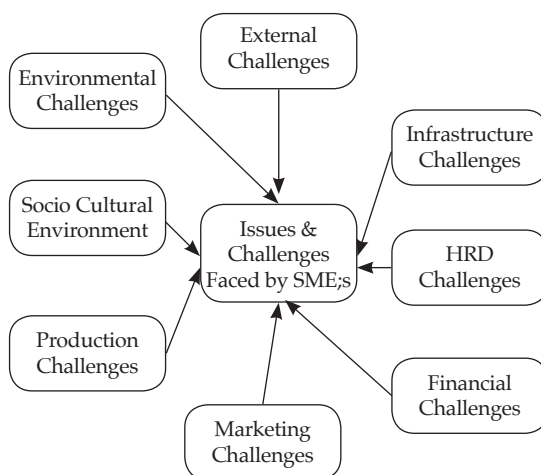 External
Challenges
Environmental
Challenges
Infrastructure
Challenges
Socio Cultural
Environment
Issues &
Challenges
Faced by SME;s
HRD
Challenges
Production
Challenges
Financial
Challenges
Marketing
Challenges